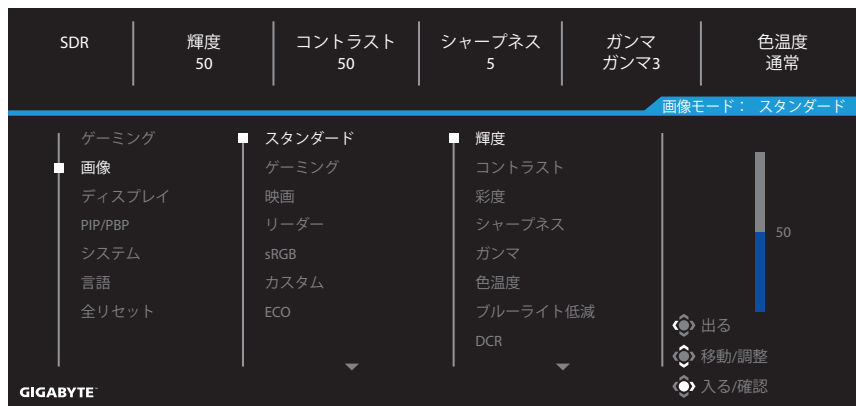 SDR
輝度
50
コントラスト
50
シャープネス
5
ガンマ
ガンマ3
色温度
通常
画像モード： スタンダード
ゲーミング
画像
ディスプレイ
PIP/PBP
システム
言語
全リセット
スタンダード
ゲーミング
映画
リーダー
sRGB
カスタム
ECO
輝度
コントラスト
彩度
シャープネス
ガンマ
色温度
ブルーライト低減
DCR
50
出る
移動/調整
入る/確認
GIGABYTE™